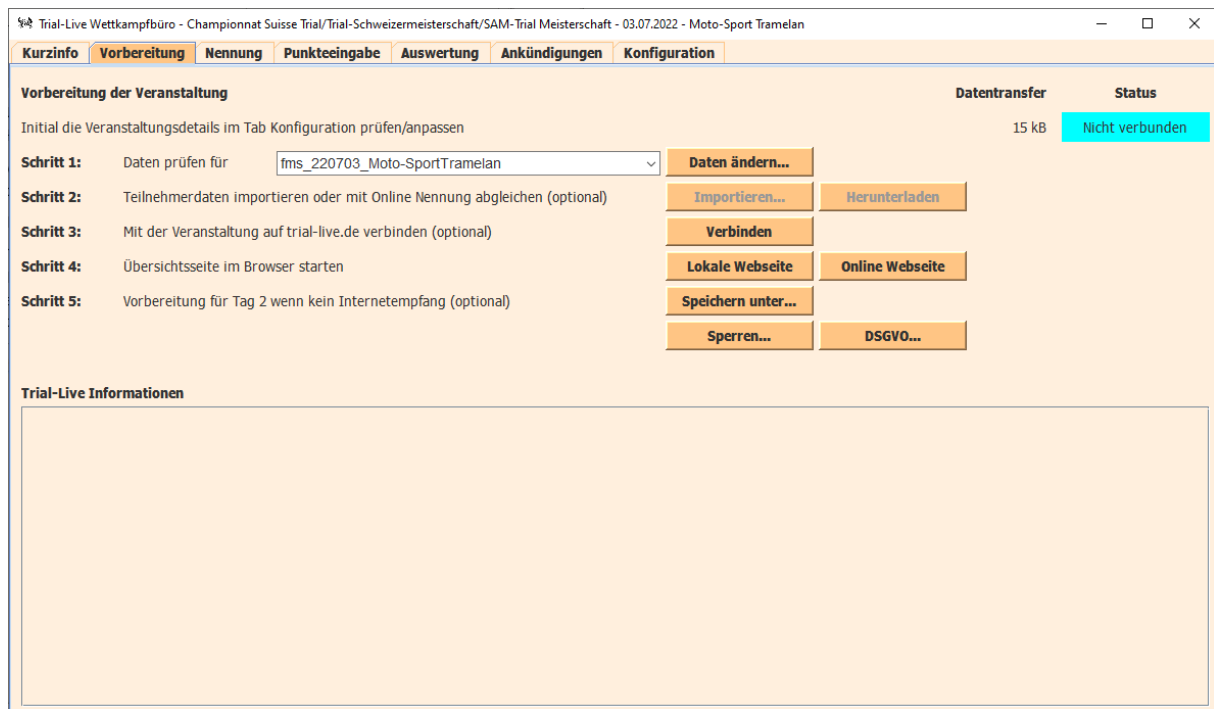 Trial-Live Wettkampfbüro - Championnat Suisse Trial/Trial-Schweizermeisterschaft/SAM-Trial Meisterschaft - 03.07.2022 - Moto-Sport Tramelan
Kurzinfo Vorbereitung Nennung Punkteeingabe Auswertung Ankündigungen Konfiguration
Vorbereitung der Veranstaltung Datentransfer Status
Initial die Veranstaltungsdetails im Tab Konfiguration prüfen/anpassen 15 kB Nicht verbunden
Schritt 1: Daten prüfen für fms_220703_Moto-SportTramelan Daten ändern...
Schritt 2: Teilnehmerdaten importieren oder mit Online Nennung abgleichen (optional) Importieren... Herunterladen
Schritt 3: Mit der Veranstaltung auf trial-live.de verbinden (optional) Verbinden
Schritt 4: Übersichtsseite im Browser starten Lokale Webseite Online Webseite
Schritt 5: Vorbereitung für Tag 2 wenn kein Internetempfang (optional) Speichern unter...
Sperren... DSGVO...
Trial-Live Informationen